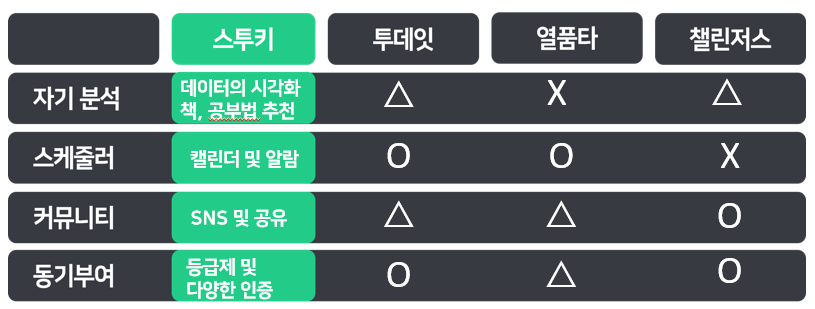 스투키 투데잇 열품타 챌린저스
자기 분석 데이터의 시각화 △ X △
책, 공부법 추천
스케줄러 캘린더 및 알람 O O X
커뮤니티 SNS 및 공유 △ △ O
동기부여 등급제 및 O △ O
다양한 인증